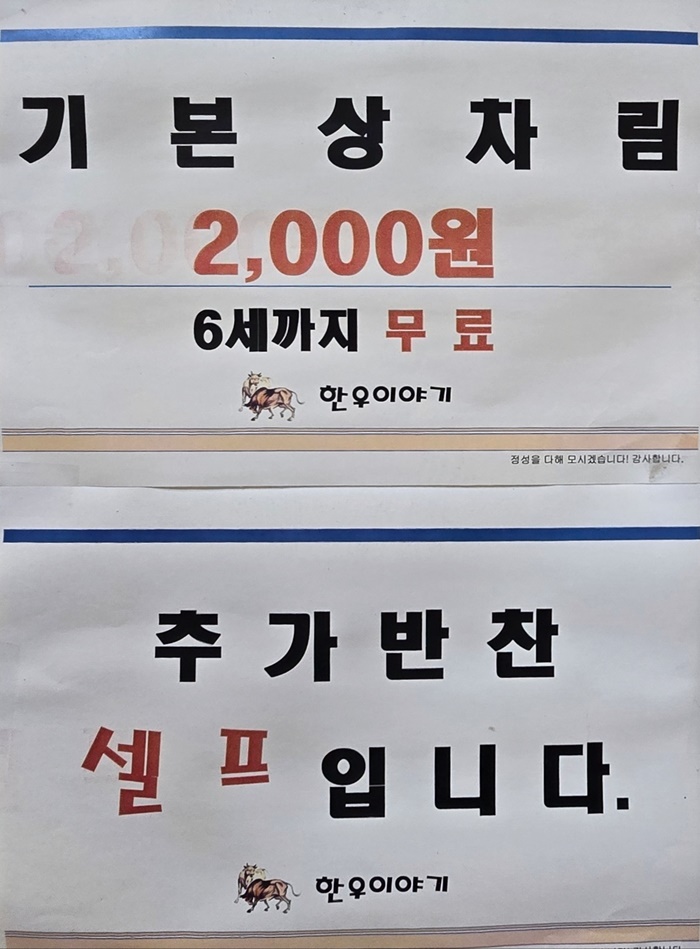 기본상차림
2,000원
6세까지 무료
한우이야기
정성을 다해 모시겠습니다! 감사합니다.
추가반찬
셀프입니다.
한우이야기